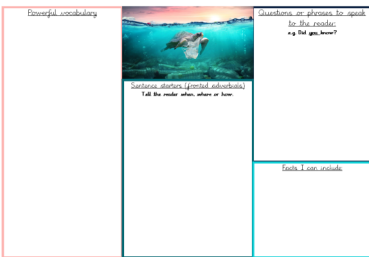 Powerful vocabulary
Sentence starters (fronted adverbials)
Tell the reader when, where or how.
Questions or phrases to speak
to the reader:
e.g. Did you know?
Facts I can include: